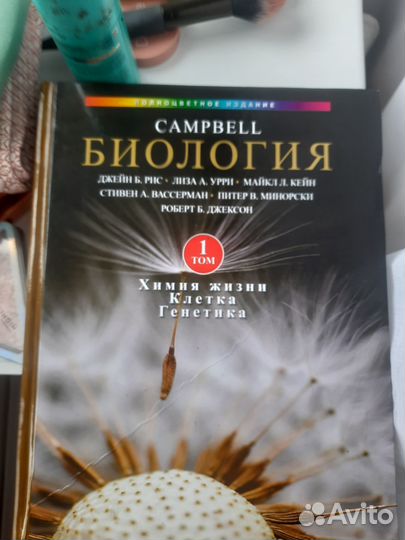 ПОЛНОЦВЕТНОЕ ИЗДАНИЕ
CAMPBELL
БИОЛОГИЯ
ДЖЕЙН Б. РИС • ЛИЗА А. УРРИ • МАЙКЛ Л. КЕЙН
СТИВЕН А. ВАССЕРМАН • ПИТЕР В. МИНОРСКИ
РОБЕРТ Б. ДЖЕКСОН
1
ТОМ
Химия жизни
Клетка
Генетика
Avito